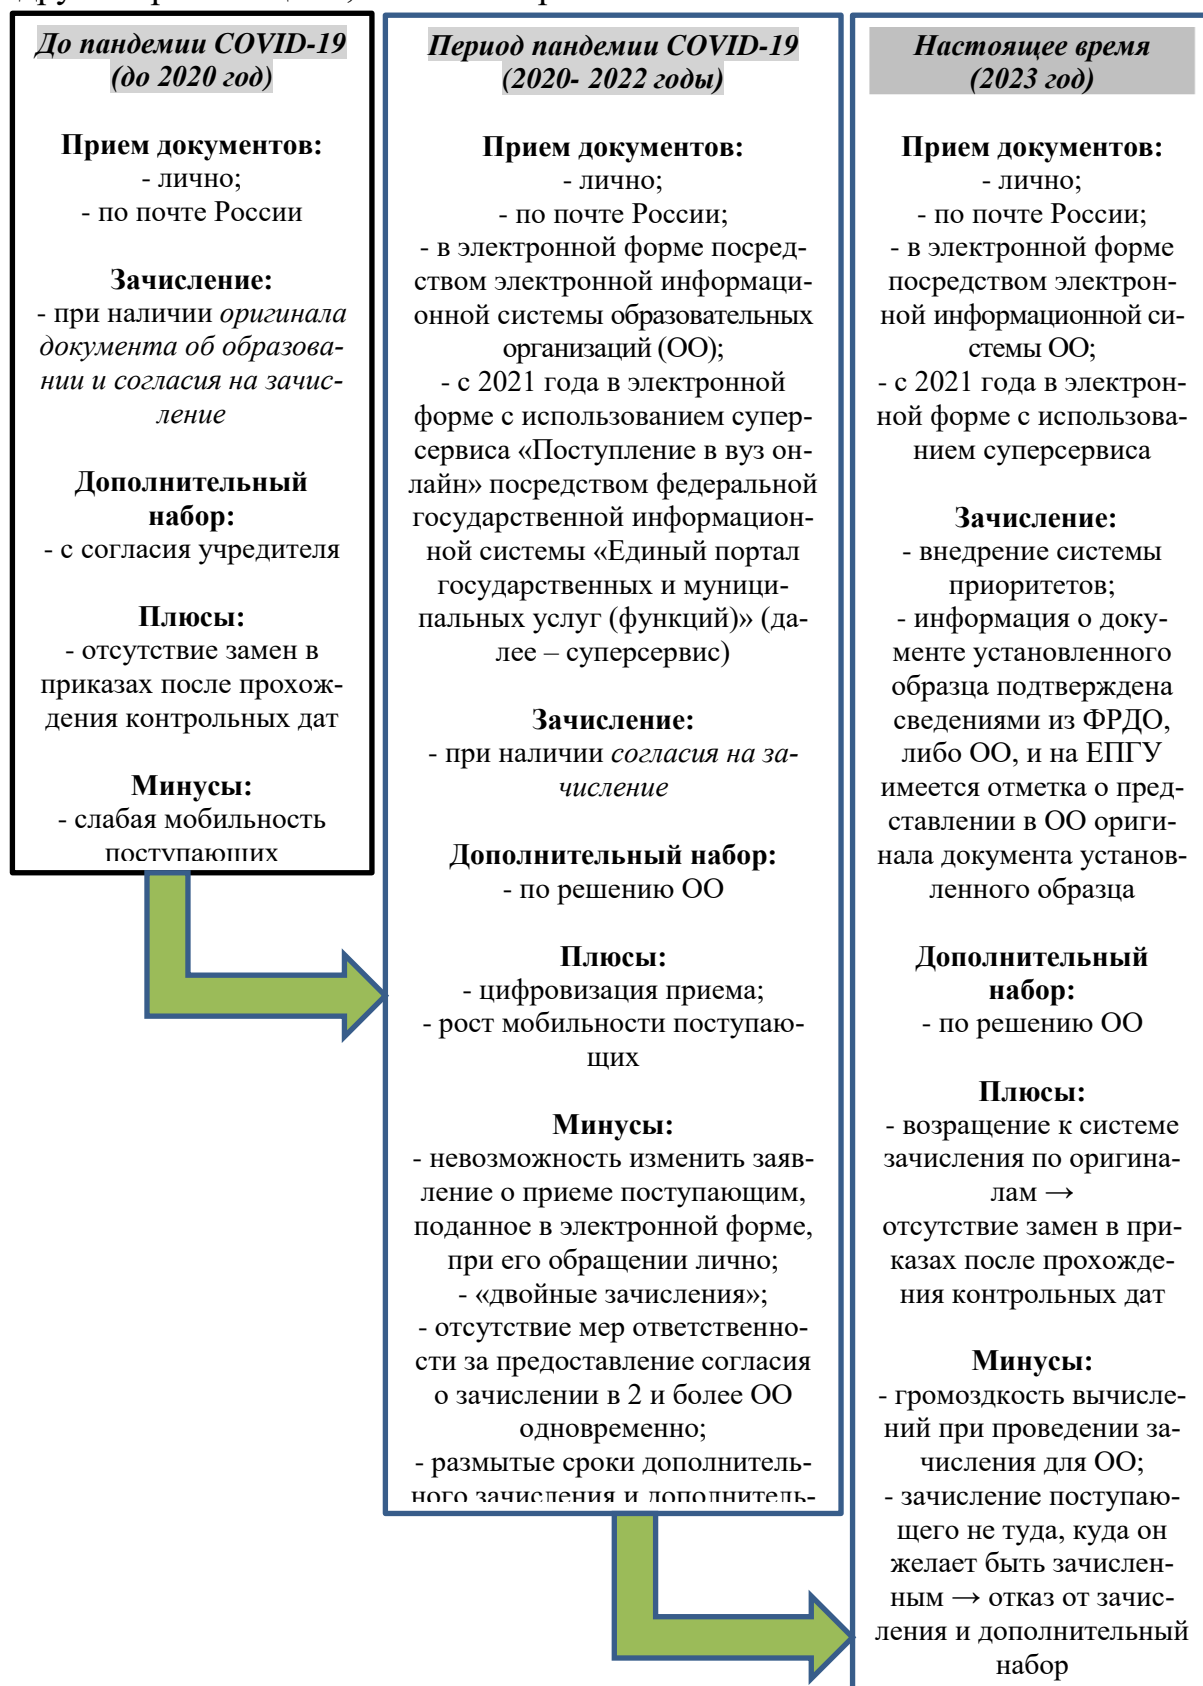 До пандемии COVID-19
(до 2020 год)
Прием документов:
- лично;
- по почте России
Зачисление:
- при наличии оригинала
документа об образова-
нии и согласия на зачис-
ление
Дополнительный
набор:
- с согласия учредителя
Плюсы:
- отсутствие замен в
приказах после прохож-
дения контрольных дат
Минусы:
- слабая мобильность
поступающих
Период пандемии COVID-19
(2020- 2022 годы)
Прием документов:
- лично;
- по почте России;
- в электронной форме посред-
ством электронной информаци-
онной системы образовательных
организаций (ОО);
- с 2021 года в электронной
форме с использованием супер-
сервиса «Поступление в вуз он-
лайн» посредством федеральной
государственной информацион-
ной системы «Единый портал
государственных и муници-
пальных услуг (функций)» (да-
лее – суперсервис)
Зачисление:
- при наличии согласия на за-
числение
Дополнительный набор:
- по решению ОО
Плюсы:
- цифровизация приема;
- рост мобильности поступаю-
щих
Минусы:
- невозможность изменить заяв-
ление о приеме поступающим,
поданное в электронной форме,
при его обращении лично;
- «двойные зачисления»;
- отсутствие мер ответственно-
сти за предоставление согласия
о зачислении в 2 и более ОО
одновременно;
- размытые сроки дополнитель-
ного зачисления и дополнитель-
Настоящее время
(2023 год)
Прием документов:
- лично;
- по почте России;
- в электронной форме
посредством электрон-
ной информационной си-
стемы ОО;
- с 2021 года в электрон-
ной форме с использова-
нием суперсервиса
Зачисление:
- внедрение системы
приоритетов;
- информация о доку-
менте установленного
образца подтверждена
сведениями из ФРДО,
либо ОО, и на ЕПГУ
имеется отметка о пред-
ставлении в ОО ориги-
нала документа установ-
ленного образца
Дополнительный
набор:
- по решению ОО
Плюсы:
- возращение к системе
зачисления по оригина-
лам →
отсутствие замен в при-
казах после прохожде-
ния контрольных дат
Минусы:
- громоздкость вычисле-
ний при проведении за-
числения для ОО;
- зачисление поступаю-
щего не туда, куда он
желает быть зачислен-
ным → отказ от зачис-
ления и дополнительный
набор